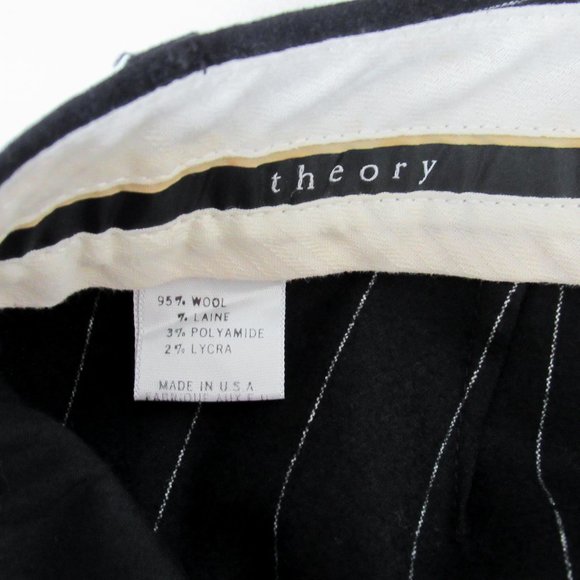 theory
95% WOOL
% LAINE
3% POLYAMIDE
2% LYCRA
MADE IN U.S.A